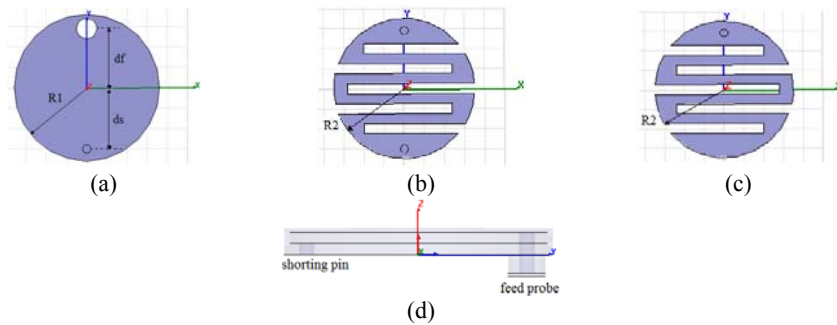 Y
df
X
R1
Z
ds
(a)
Y
X
Z
R2
(b)
Y
X
Z
R2
(c)
Z
X
Y
shorting pin
feed probe
(d)